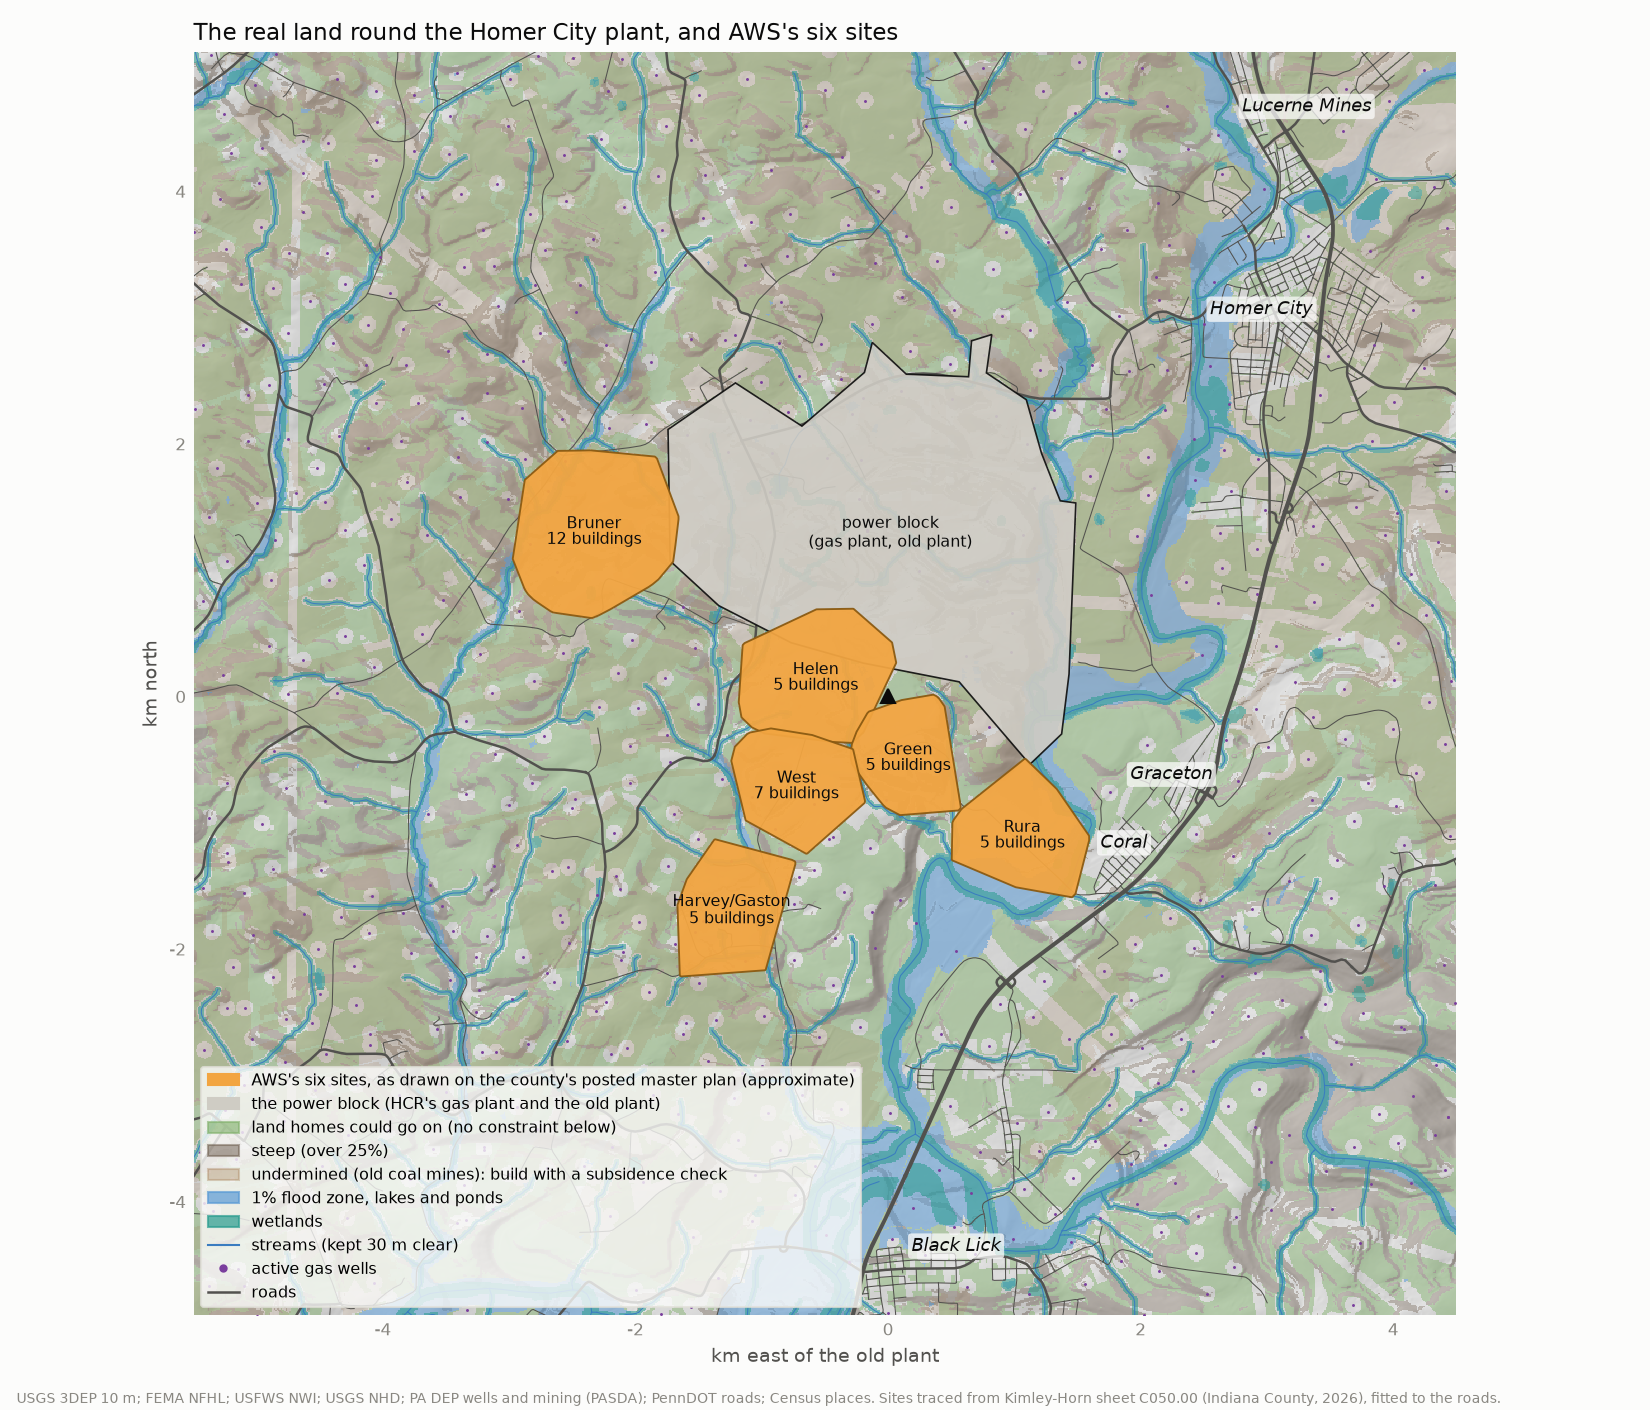 The real land round the Homer City plant, and AWS's six sites
Lucerne Mines
4
Homer City
2
Bruner
12 buildings
power block
(gas plant, old plant)
km north
Helen
5 buildings
0
Green
5 buildings
West
7 buildings
Graceton
Rura
5 buildings
Coral
Harvey/Gaston
5 buildings
-2
AWS's six sites, as drawn on the county's posted master plan (approximate)
the power block (HCR's gas plant and the old plant)
land homes could go on (no constraint below)
steep (over 25%)
undermined (old coal mines): build with a subsidence check
1% flood zone, lakes and ponds
wetlands
streams (kept 30 m clear)
active gas wells
roads
-4
Black Lick
-4
-2
0
2
4
km east of the old plant
USGS 3DEP 10 m; FEMA NFHL; USFWS NWI; USGS NHD; PA DEP wells and mining (PASDA); PennDOT roads; Census places. Sites traced from Kimley-Horn sheet C050.00 (Indiana County, 2026), fitted to the roads.